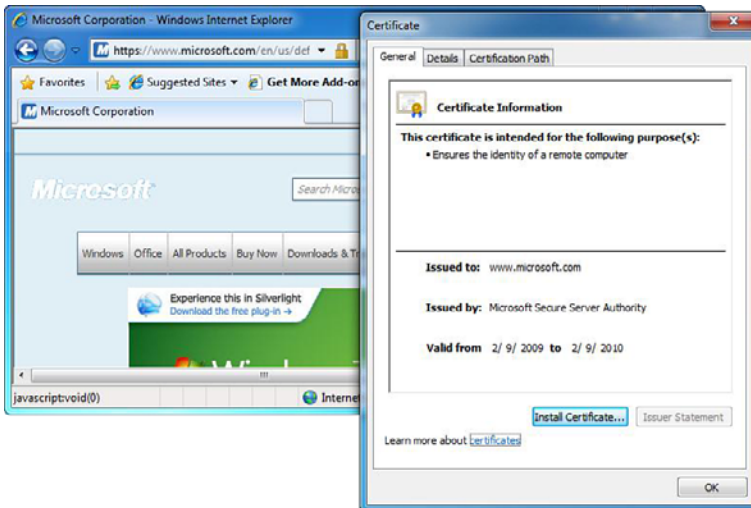 Microsoft Corporation - Windows Internet Explorer
https://www.microsoft.com/en/us/def
Favorites Suggested Sites Get More Add-on
Microsoft Corporation
Microsoft
Search Micros
Windows Office All Products Buy Now Downloads & Tr
Experience this in Silverlight
Download the free plug-in →
javascript:void(0) Interne
Certificate
General Details Certification Path
Certificate Information
This certificate is intended for the following purpose(s):
• Ensures the identity of a remote computer
Issued to: www.microsoft.com
Issued by: Microsoft Secure Server Authority
Valid from 2/ 9/ 2009 to 2/ 9/ 2010
Install Certificate... Issuer Statement
Learn more about certificates
OK